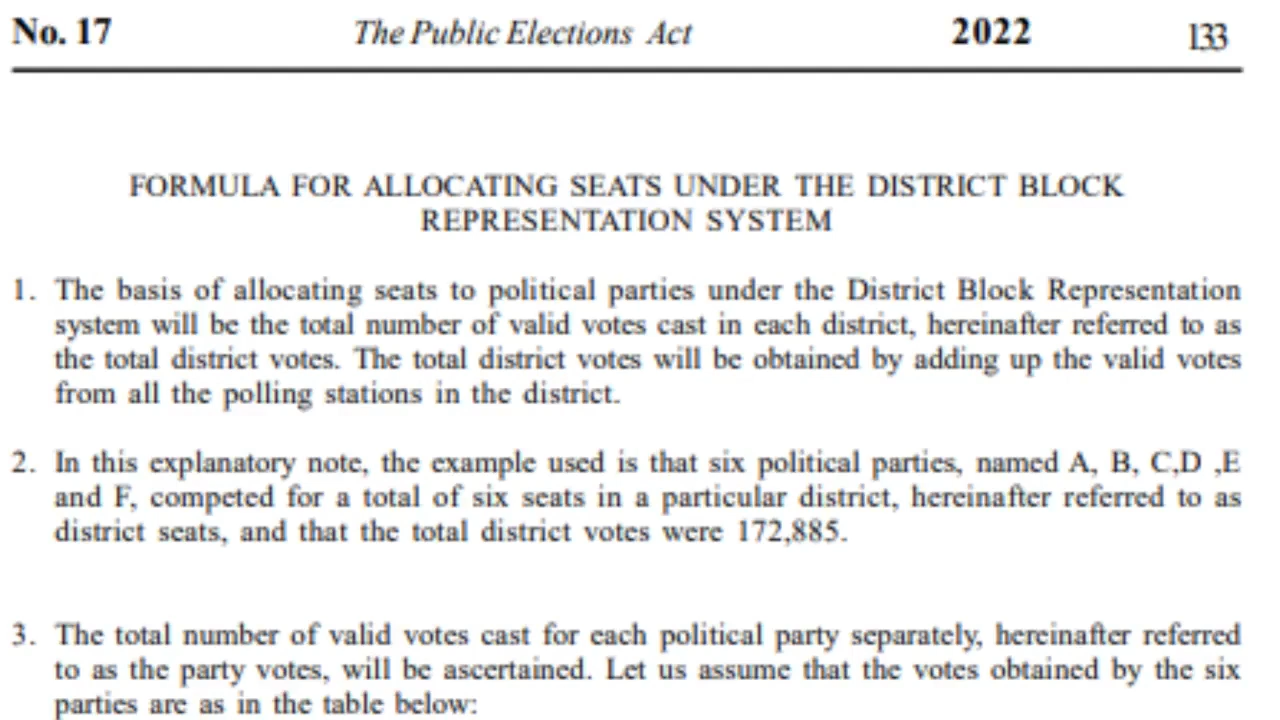 No. 17 The Public Elections Act 2022 133
FORMULA FOR ALLOCATING SEATS UNDER THE DISTRICT BLOCK
REPRESENTATION SYSTEM
1. The basis of allocating seats to political parties under the District Block Representation
system will be the total number of valid votes cast in each district, hereinafter referred to as
the total district votes. The total district votes will be obtained by adding up the valid votes
from all the polling stations in the district.
2. In this explanatory note, the example used is that six political parties, named A, B, C,D ,E
and F, competed for a total of six seats in a particular district, hereinafter referred to as
district seats, and that the total district votes were 172,885.
3. The total number of valid votes cast for each political party separately, hereinafter referred
to as the party votes, will be ascertained. Let us assume that the votes obtained by the six
parties are as in the table below: